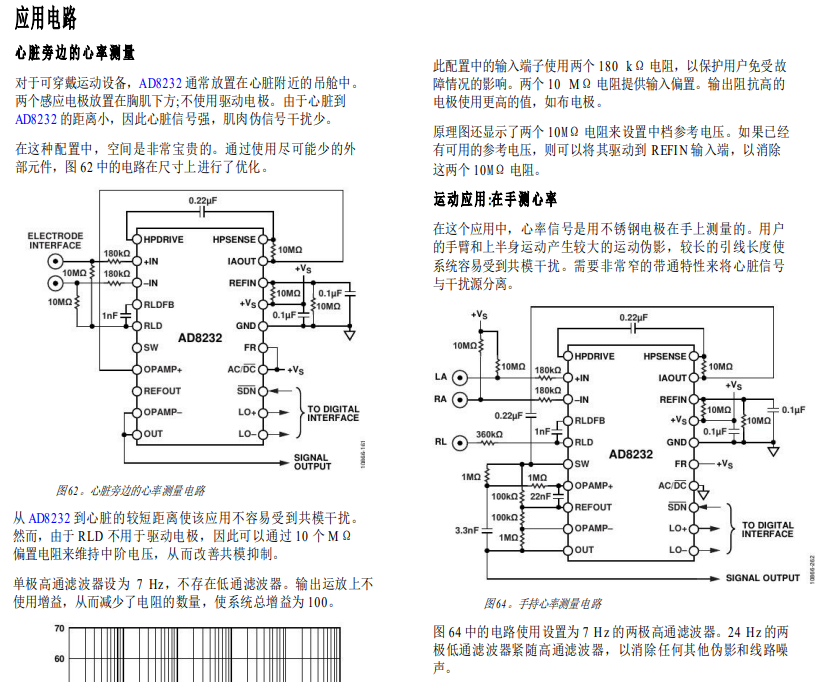 应用电路
心脏旁边的心率测量
对于可穿戴运动设备，AD8232 通常放置在心脏附近的吊舱中。
两个感应电极放置在胸肌下方;不使用驱动电极。由于心脏到
AD8232 的距离小，因此心脏信号强，肌肉伪信号干扰少。
在这种配置中，空间是非常宝贵的。通过使用尽可能少的外
部元件，图 62 中的电路在尺寸上进行了优化。
0.22µF
ELECTRODE
INTERFACE
HPDRIVE
HPSENSE
10MΩ
180kΩ
+IN
IAOUT
+VS
10MΩ
180kΩ
–IN
REFIN
10MΩ
0.1µF
10MΩ
RLDFB
+VS
10MΩ
1nF
0.1µF
RLD
GND
AD8232
SW
FR
OPAMP+
AC/DC
+VS
REFOUT
SDN
OPAMP–
LO+
TO DIGITAL
INTERFACE
OUT
LO–
SIGNAL
OUTPUT
10866-161
图62。心脏旁边的心率测量电路
从 AD8232 到心脏的较短距离使该应用不容易受到共模干扰。
然而，由于 RLD 不用于驱动电极，因此可以通过 10 个 M Ω
偏置电阻来维持中阶电压，从而改善共模抑制。
单极高通滤波器设为 7 Hz，不存在低通滤波器。输出运放上不
使用增益，从而减少了电阻的数量，使系统总增益为 100。
70
60
此配置中的输入端子使用两个 180 kΩ 电阻，以保护用户免受故
障情况的影响。两个 10 MΩ 电阻提供输入偏置。输出阻抗高的
电极使用更高的值，如布电极。
原理图还显示了两个 10MΩ 电阻来设置中档参考电压。如果已经
有可用的参考电压，则可以将其驱动到 REFIN 输入端，以消除
这两个 10MΩ 电阻。
运动应用:在手测心率
在这个应用中，心率信号是用不锈钢电极在手上测量的。用户
的手臂和上半身运动产生较大的运动伪影，较长的引线长度使
系统容易受到共模干扰。需要非常窄的带通特性来将心脏信号
与干扰源分离。
+VS
0.22µF
10MΩ
HPDRIVE
HPSENSE
10MΩ
10MΩ
LA
180kΩ
+IN
IAOUT
+VS
RA
180kΩ
–IN
REFIN
10MΩ
0.1µF
0.22µF
RLDFB
+VS
10MΩ
RL
360kΩ
1nF
0.1µF
RLD
GND
AD8232
SW
FR
+VS
1MΩ
1MΩ
OPAMP+
AC/DC
100kΩ
22nF
REFOUT
SDN
100kΩ
3.3nF
OPAMP–
LO+
TO DIGITAL
INTERFACE
1MΩ
OUT
LO–
SIGNAL OUTPUT
10866-262
图64。手持心率测量电路
图 64 中的电路使用设置为 7 Hz 的两极高通滤波器。24 Hz 的两
极低通滤波器紧随高通滤波器，以消除任何其他伪影和线路噪
声。